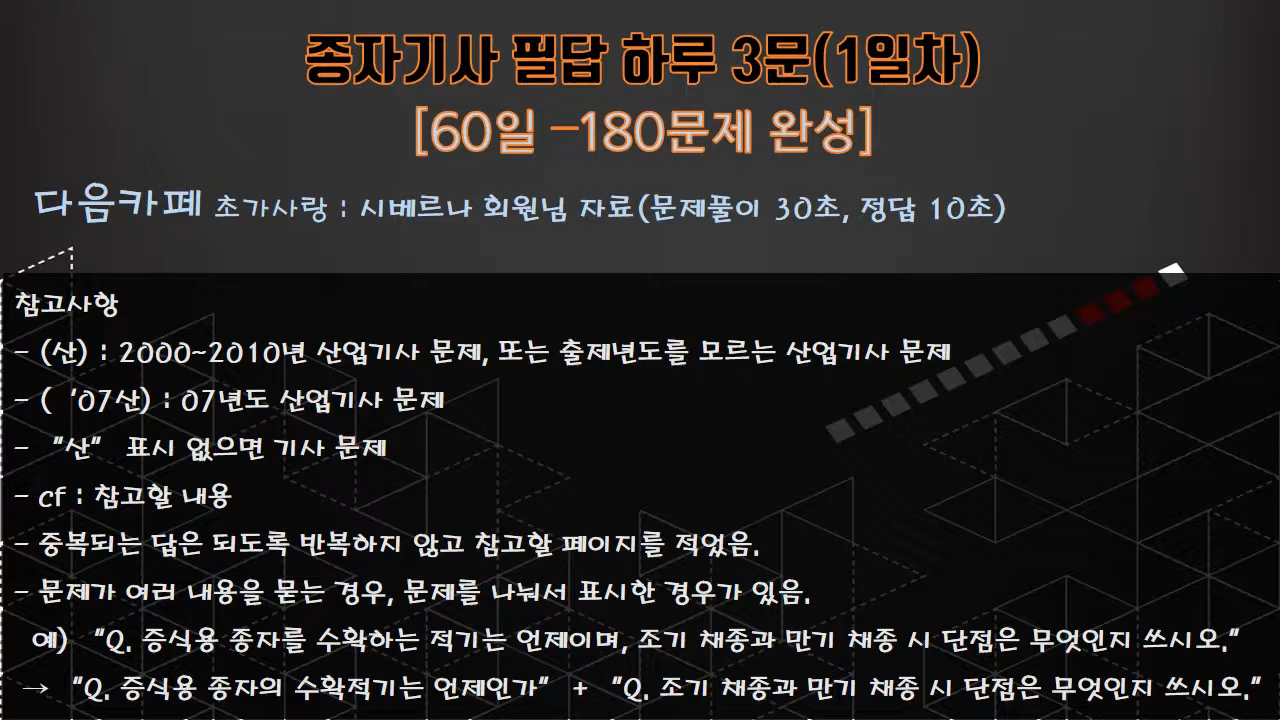 종자기사 필답 하루 3문(1일차)
[60일 -180문제 완성]
다음카페 초가사랑 : 시베르나 회원님 자료(문제풀이 30초, 정답 10초)
참고사항
- (산) : 2000~2010년 산업기사 문제, 또는 출제년도를 모르는 산업기사 문제
- ( '07산) : 07년도 산업기사 문제
- "산" 표시 없으면 기사 문제
- cf : 참고할 내용
- 중복되는 답은 되도록 반복하지 않고 참고할 페이지를 적었음.
- 문제가 여러 내용을 묻는 경우, 문제를 나눠서 표시한 경우가 있음.
예) "Q. 증식용 종자를 수확하는 적기는 언제이며, 조기 채종과 만기 채종 시 단점은 무엇인지 쓰시오."
→ "Q. 증식용 종자의 수확적기는 언제인가" + "Q. 조기 채종과 만기 채종 시 단점은 무엇인지 쓰시오."